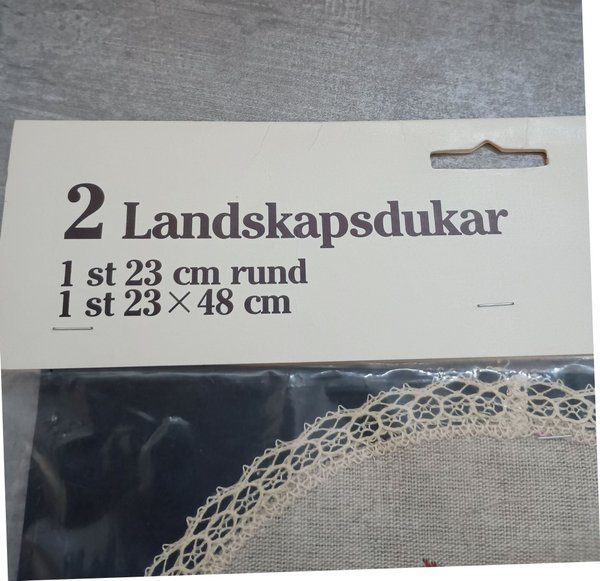 2 Landskapsdukar
1 st 23 cm rund
1 st 23×48 cm